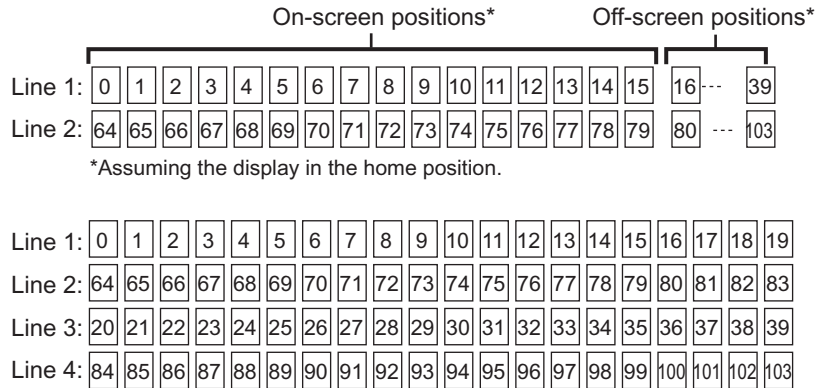 On-screen positions* Off-screen positions*
Line 1: 0 1 2 3 4 5 6 7 8 9 10 11 12 13 14 15 16 --- 39
Line 2: 64 65 66 67 68 69 70 71 72 73 74 75 76 77 78 79 80 --- 103
*Assuming the display in the home position.
Line 1: 0 1 2 3 4 5 6 7 8 9 10 11 12 13 14 15 16 17 18 19
Line 2: 64 65 66 67 68 69 70 71 72 73 74 75 76 77 78 79 80 81 82 83
Line 3: 20 21 22 23 24 25 26 27 28 29 30 31 32 33 34 35 36 37 38 39
Line 4: 84 85 86 87 88 89 90 91 92 93 94 95 96 97 98 99 100 101 102 103